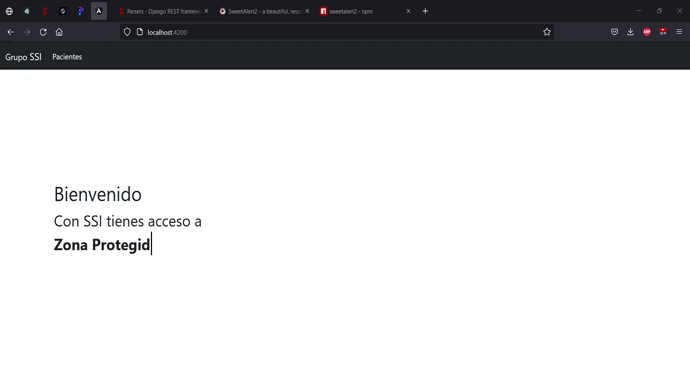 Parsers - Django REST framew
SweetAlert2 - a beautiful, resp
sweetalert2 - npm
localhost:4200
Grupo SSI Pacientes
Bienvenido
Con SSI tienes acceso a
Zona Protegid